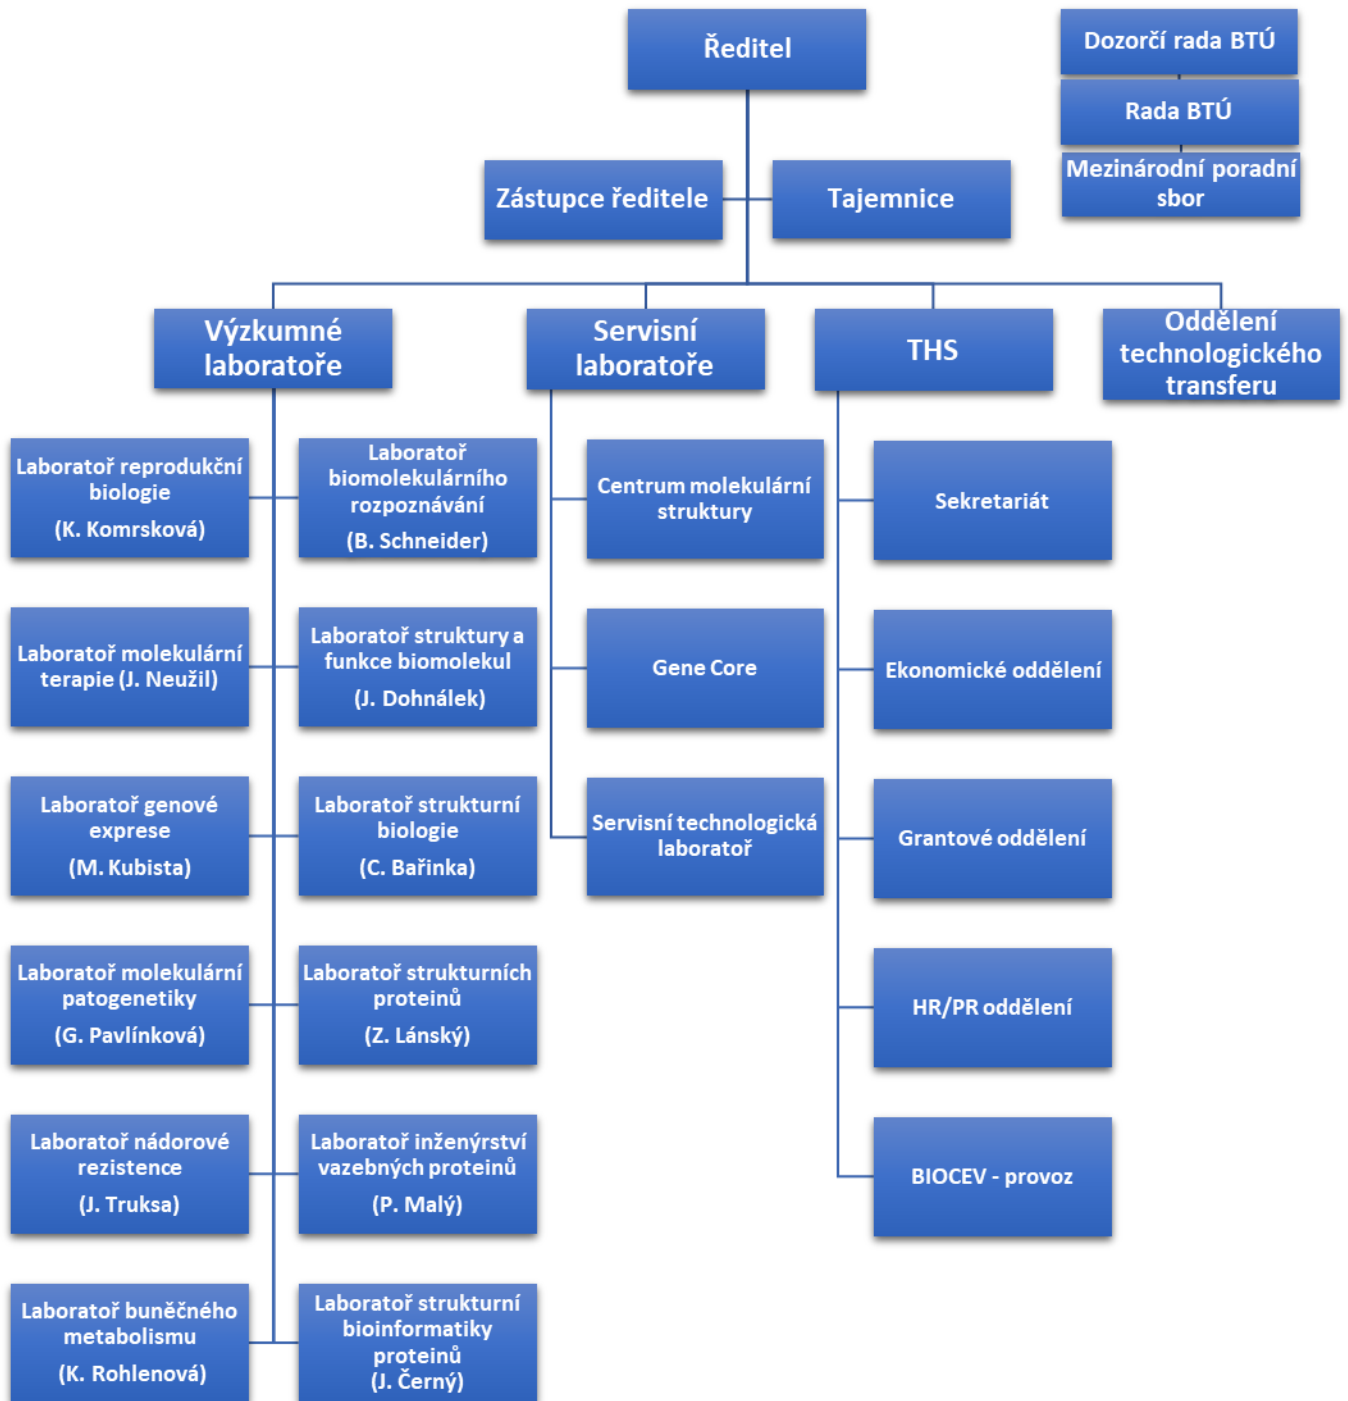 Ředitel
Dozorčí rada BTÚ
Rada BTÚ
Mezinárodní poradní
sbor
Zástupce ředitele
Tajemnice
Výzkumné
laboratoře
Servisní
laboratoře
THS
Oddělení
technologického
transferu
Laboratoř reprodukční
biologie
(K. Komrsková)
Laboratoř
biomolekulárního
rozpoznávání
(B. Schneider)
Centrum molekulární
struktury
Sekretariát
Laboratoř molekulární
terapie (J. Neužil)
Laboratoř struktury a
funkce biomolekul
(J. Dohnálek)
Gene Core
Ekonomické oddělení
Laboratoř genové
exprese
(M. Kubista)
Laboratoř strukturní
biologie
(C. Bařinka)
Servisní technologická
laboratoř
Grantové oddělení
Laboratoř molekulární
patogenetiky
(G. Pavlínková)
Laboratoř strukturních
proteinů
(Z. Lánský)
HR/PR oddělení
Laboratoř nádorové
rezistence
(J. Truksa)
Laboratoř inženýrství
vazebných proteinů
(P. Malý)
BIOCEV - provoz
Laboratoř buněčného
metabolismu
(K. Rohlenová)
Laboratoř strukturní
bioinformatiky
proteinů
(J. Černý)